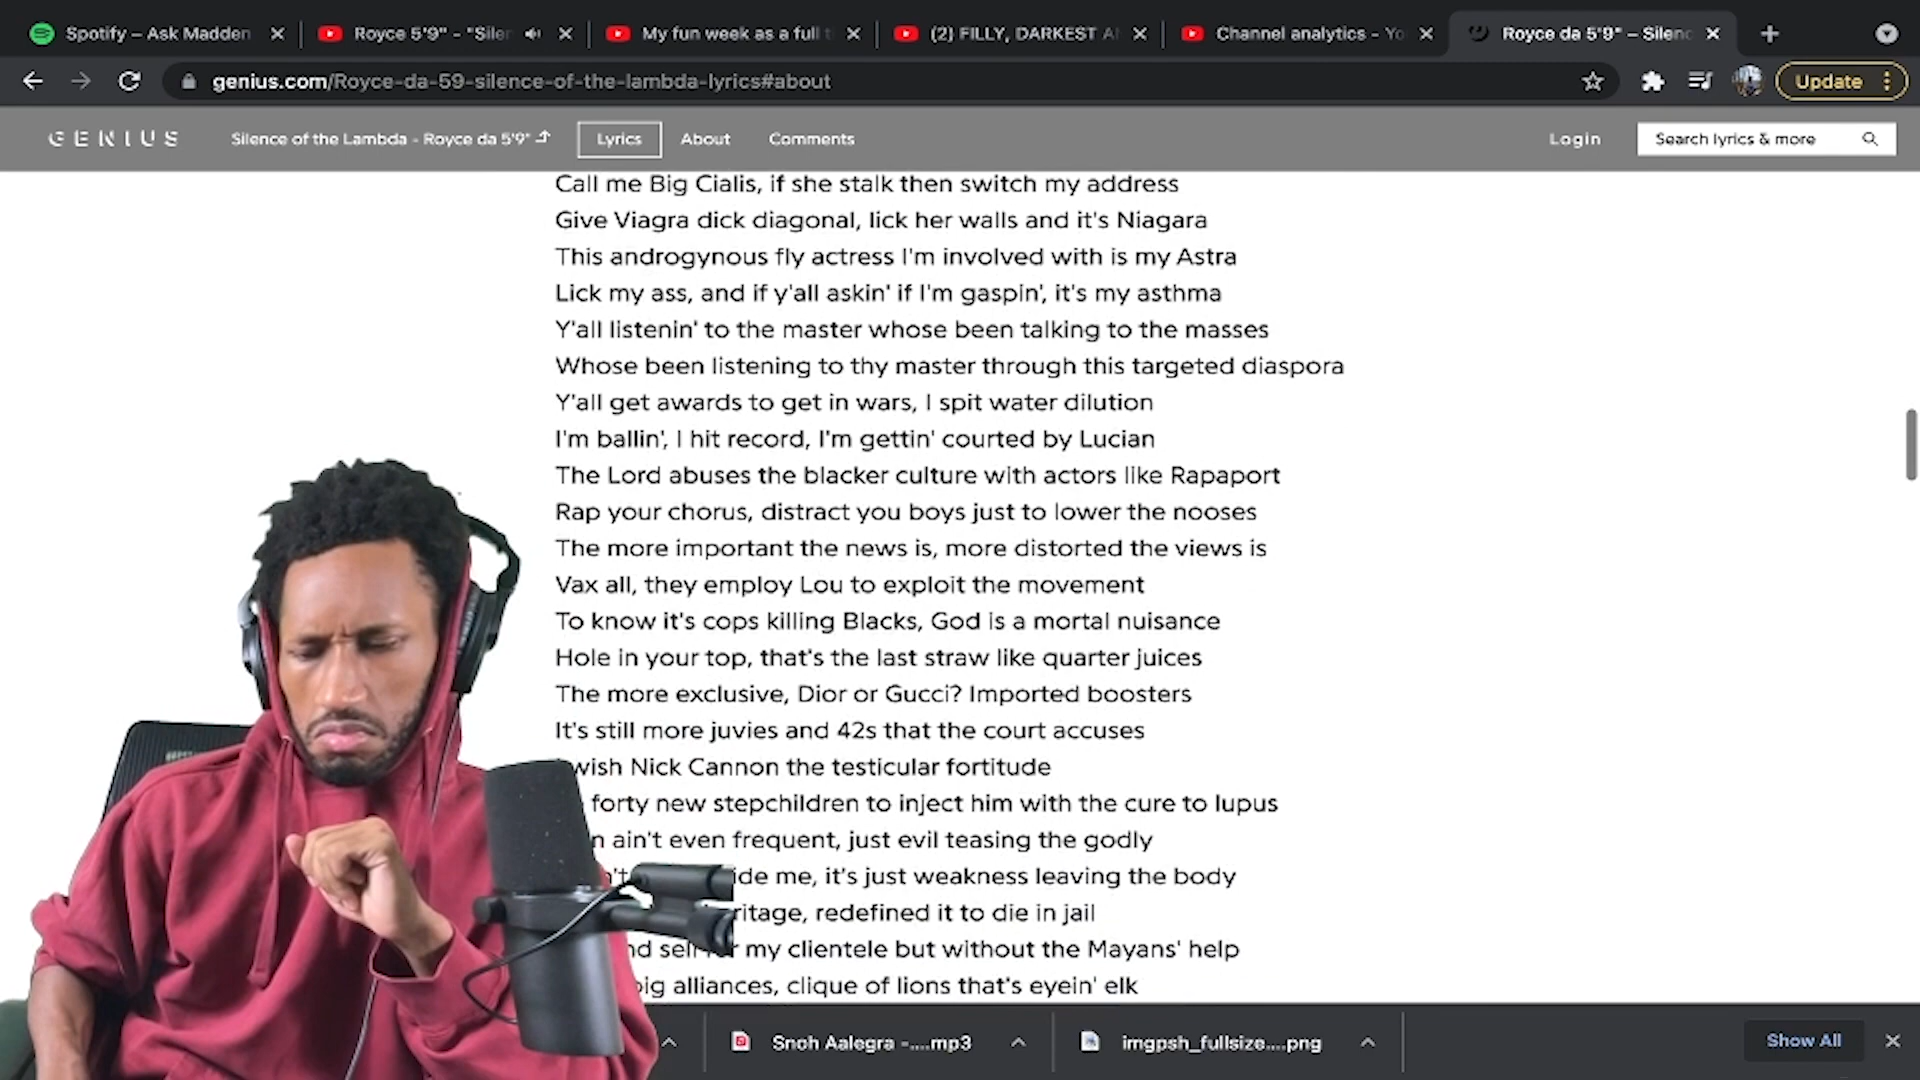 Spotify – Ask Madden
Royce 5'9" - "Siler
My fun week as a full t
(2) FILLY, DARKEST A
Channel analytics - Yo
Royce da 5'9" – Silenc
genius.com/Royce-da-59-silence-of-the-lambda-lyrics#about
Update
GENIUS
Silence of the Lambda - Royce da 5'9"
Lyrics
About
Comments
Login
Search lyrics & more
Call me Big Cialis, if she stalk then switch my address
Give Viagra dick diagonal, lick her walls and it's Niagara
This androgynous fly actress I'm involved with is my Astra
Lick my ass, and if y'all askin' if I'm gaspin', it's my asthma
Y'all listenin' to the master whose been talking to the masses
Whose been listening to thy master through this targeted diaspora
Y'all get awards to get in wars, I spit water dilution
I'm ballin', I hit record, I'm gettin' courted by Lucian
The Lord abuses the blacker culture with actors like Rapaport
Rap your chorus, distract you boys just to lower the nooses
The more important the news is, more distorted the views is
Vax all, they employ Lou to exploit the movement
To know it's cops killing Blacks, God is a mortal nuisance
Hole in your top, that's the last straw like quarter juices
The more exclusive, Dior or Gucci? Imported boosters
It's still more juvies and 42s that the court accuses
wish Nick Cannon the testicular fortitude
forty new stepchildren to inject him with the cure to lupus
ain't even frequent, just evil teasing the godly
me, it's just weakness leaving the body
redefined it to die in jail
my clientele but without the Mayans' help
alliances, clique of lions that's eyein' elk
Snoh Aalegra -....mp3
imgpsh_fullsize....png
Show All